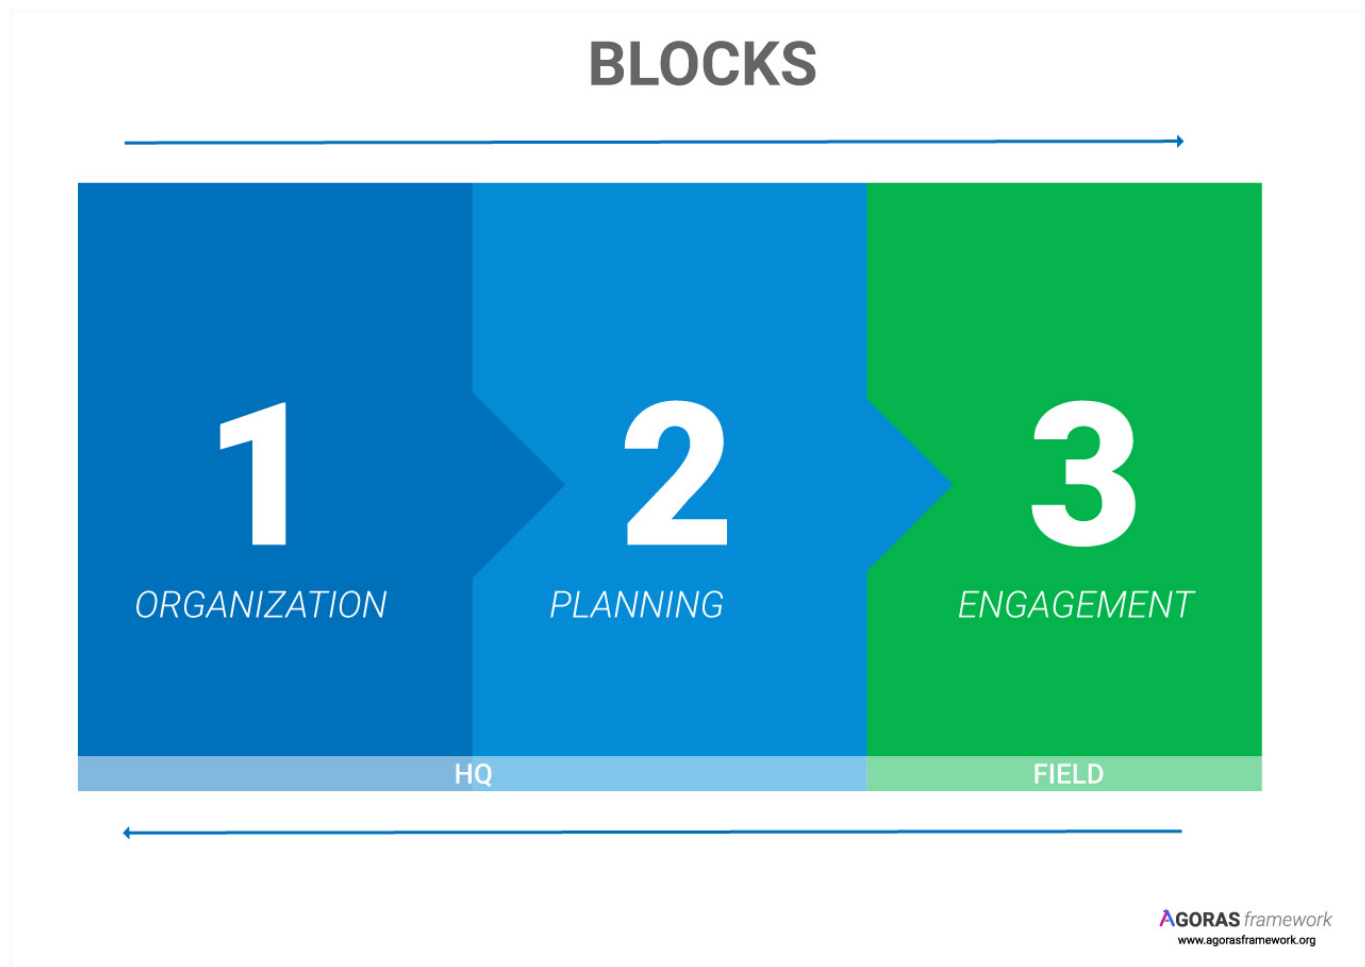 BLOCKS
1
2
3
ORGANIZATION
PLANNING
ENGAGEMENT
HQ
FIELD
AGORAS framework
www.agorasframework.org